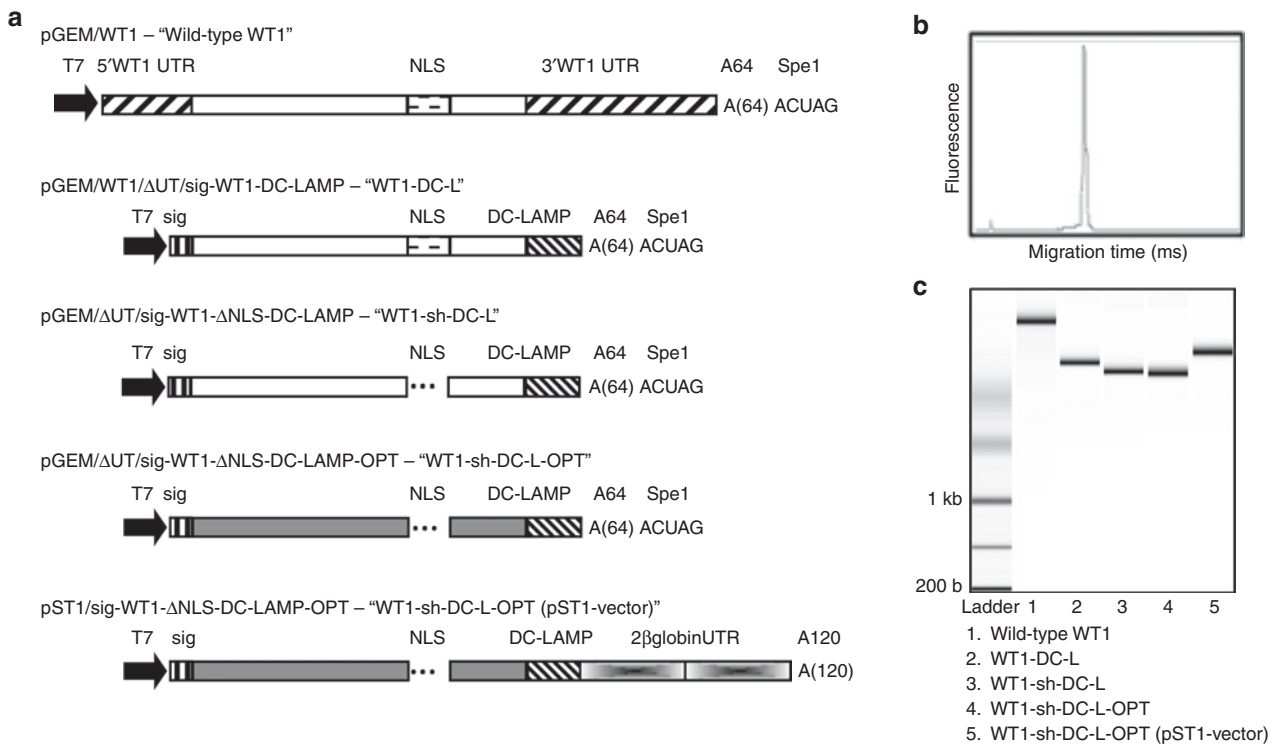 a
pGEM/WT1 – “Wild-type WT1”
T7 5′WT1 UTR NLS 3′WT1 UTR A64 Spe1
A(64) ACUAG
pGEM/WT1/ΔUT/sig-WT1-DC-LAMP – “WT1-DC-L”
T7 sig NLS DC-LAMP A64 Spe1
A(64) ACUAG
pGEM/ΔUT/sig-WT1-ΔNLS-DC-LAMP – “WT1-sh-DC-L”
T7 sig NLS DC-LAMP A64 Spe1
A(64) ACUAG
pGEM/ΔUT/sig-WT1-ΔNLS-DC-LAMP-OPT – “WT1-sh-DC-L-OPT”
T7 sig NLS DC-LAMP A64 Spe1
A(64) ACUAG
pST1/sig-WT1-ΔNLS-DC-LAMP-OPT – “WT1-sh-DC-L-OPT (pST1-vector)”
T7 sig NLS DC-LAMP 2βglobinUTR A120
A(120)
b
Fluorescence
Migration time (ms)
c
1 kb
200 b
Ladder 1 2 3 4 5
1. Wild-type WT1
2. WT1-DC-L
3. WT1-sh-DC-L
4. WT1-sh-DC-L-OPT
5. WT1-sh-DC-L-OPT (pST1-vector)